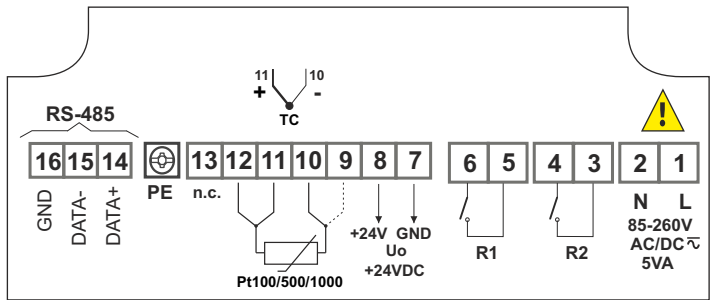 11 10
+ -
TC
RS-485
16 15 14 PE 13 12 11 10 9 8 7 6 5 4 3 2 1
GND
DATA-
DATA+
n.c.
+24V GND
Uo
+24VDC
Pt100/500/1000
R1
R2
N L
85-260V
AC/DC
5VA